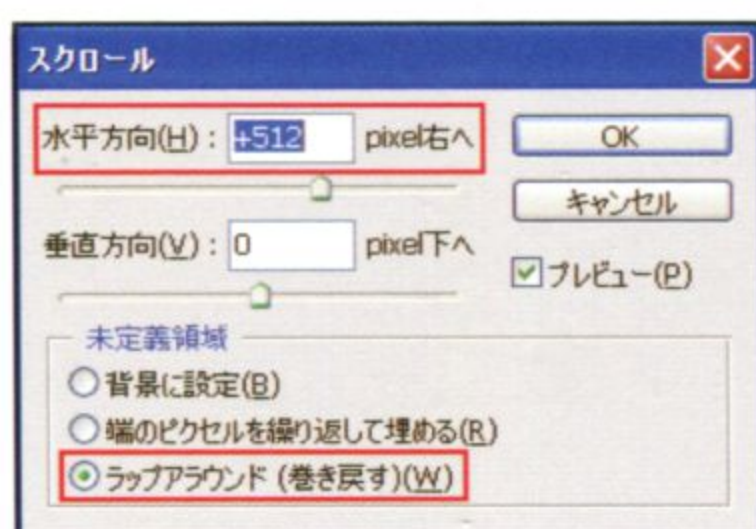 スクロール
水平方向(H): +512 pixel右へ
OK
キャンセル
垂直方向(V): 0 pixel下へ
プレビュー(P)
未定義領域
背景に設定(B)
端のピクセルを繰り返して埋める(R)
ラップアラウンド (巻き戻す)(W)